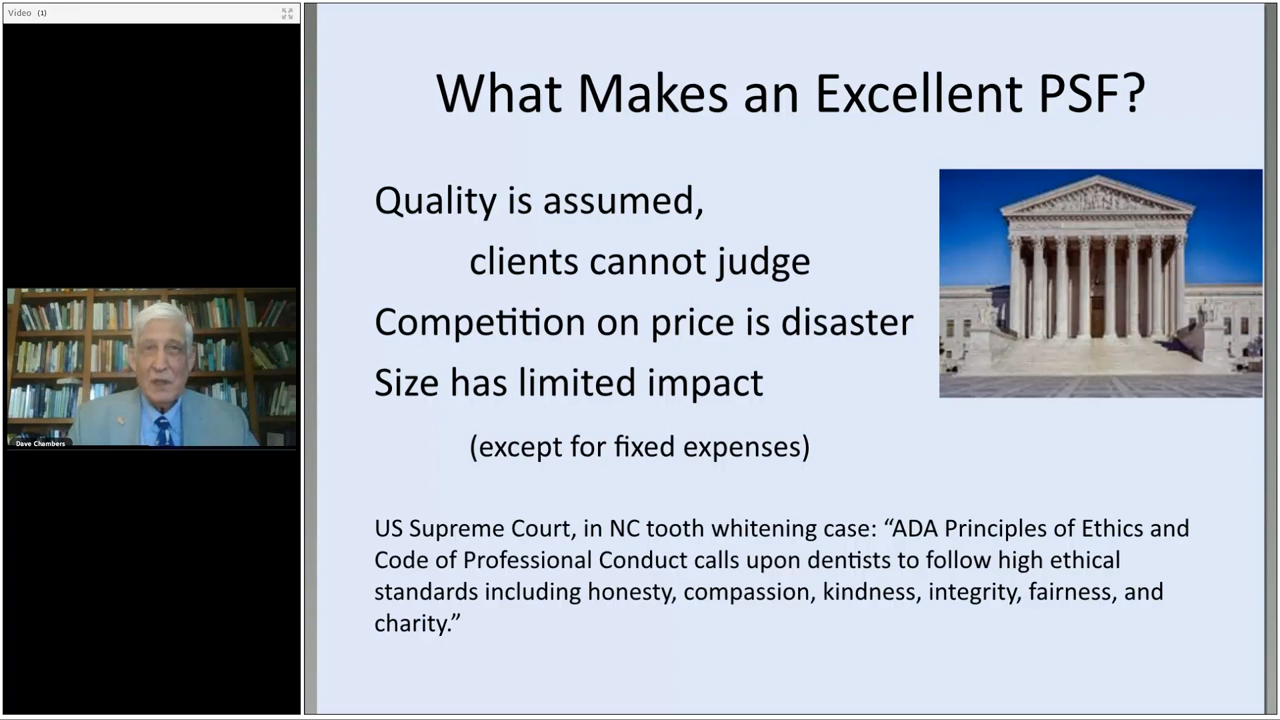 Video (1)
What Makes an Excellent PSF?
Quality is assumed,
clients cannot judge
Competition on price is disaster
Size has limited impact
(except for fixed expenses)
US Supreme Court, in NC tooth whitening case: “ADA Principles of Ethics and
Code of Professional Conduct calls upon dentists to follow high ethical
standards including honesty, compassion, kindness, integrity, fairness, and
charity.”
Dave Chambers